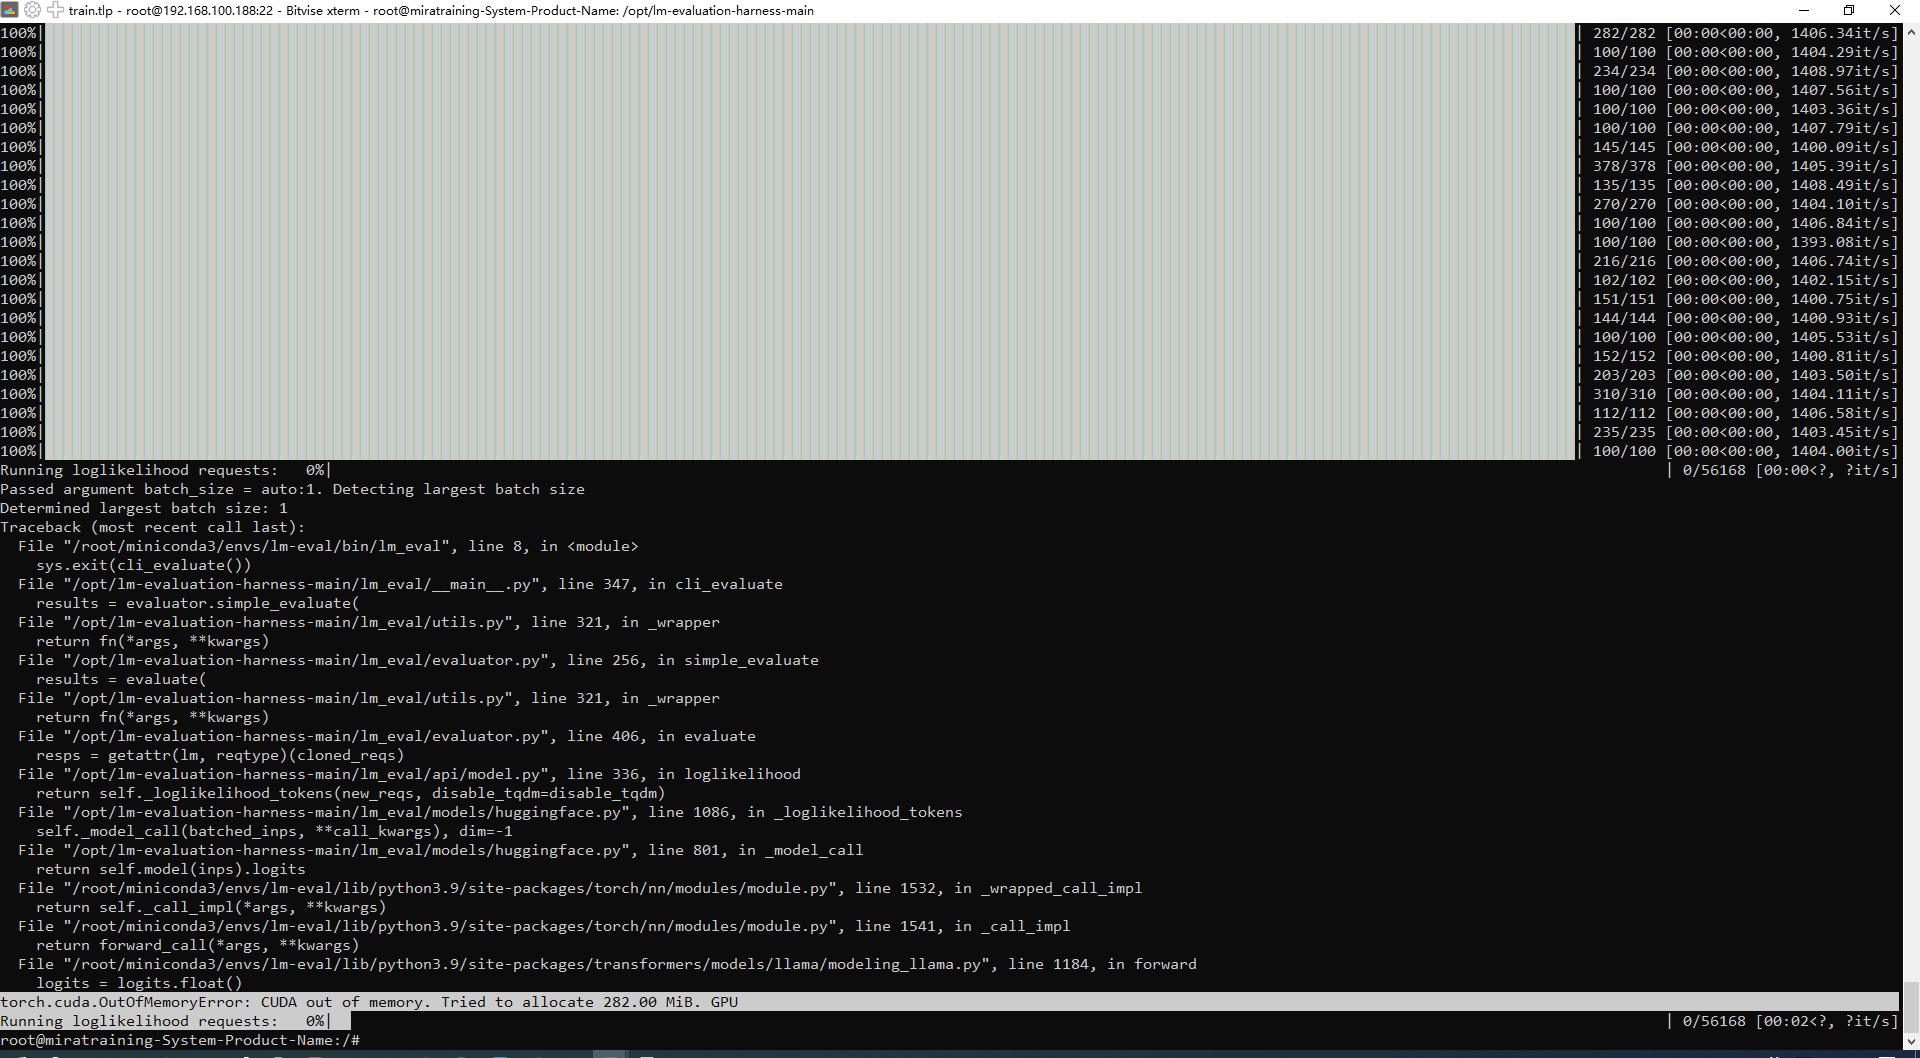 train.tlp - root@192.168.100.188:22 - Bitvise xterm - root@miratraining-System-Product-Name: /opt/lm-evaluation-harness-main
100%| | 282/282 [00:00<00:00, 1406.34it/s]
100%| | 100/100 [00:00<00:00, 1404.29it/s]
100%| | 234/234 [00:00<00:00, 1408.97it/s]
100%| | 100/100 [00:00<00:00, 1407.56it/s]
100%| | 100/100 [00:00<00:00, 1403.36it/s]
100%| | 100/100 [00:00<00:00, 1407.79it/s]
100%| | 145/145 [00:00<00:00, 1400.09it/s]
100%| | 378/378 [00:00<00:00, 1405.39it/s]
100%| | 135/135 [00:00<00:00, 1408.49it/s]
100%| | 270/270 [00:00<00:00, 1404.10it/s]
100%| | 100/100 [00:00<00:00, 1406.84it/s]
100%| | 100/100 [00:00<00:00, 1393.08it/s]
100%| | 216/216 [00:00<00:00, 1406.74it/s]
100%| | 102/102 [00:00<00:00, 1402.15it/s]
100%| | 151/151 [00:00<00:00, 1400.75it/s]
100%| | 144/144 [00:00<00:00, 1400.93it/s]
100%| | 100/100 [00:00<00:00, 1405.53it/s]
100%| | 152/152 [00:00<00:00, 1400.81it/s]
100%| | 203/203 [00:00<00:00, 1403.50it/s]
100%| | 310/310 [00:00<00:00, 1404.11it/s]
100%| | 112/112 [00:00<00:00, 1406.58it/s]
100%| | 235/235 [00:00<00:00, 1403.45it/s]
100%| | 100/100 [00:00<00:00, 1404.00it/s]
Running loglikelihood requests:   0%| | 0/56168 [00:00<?, ?it/s]
Passed argument batch_size = auto:1. Detecting largest batch size
Determined largest batch size: 1
Traceback (most recent call last):
  File "/root/miniconda3/envs/lm-eval/bin/lm_eval", line 8, in <module>
    sys.exit(cli_evaluate())
  File "/opt/lm-evaluation-harness-main/lm_eval/__main__.py", line 347, in cli_evaluate
    results = evaluator.simple_evaluate(
  File "/opt/lm-evaluation-harness-main/lm_eval/utils.py", line 321, in _wrapper
    return fn(*args, **kwargs)
  File "/opt/lm-evaluation-harness-main/lm_eval/evaluator.py", line 256, in simple_evaluate
    results = evaluate(
  File "/opt/lm-evaluation-harness-main/lm_eval/utils.py", line 321, in _wrapper
    return fn(*args, **kwargs)
  File "/opt/lm-evaluation-harness-main/lm_eval/evaluator.py", line 406, in evaluate
    resps = getattr(lm, reqtype)(cloned_reqs)
  File "/opt/lm-evaluation-harness-main/lm_eval/api/model.py", line 336, in loglikelihood
    return self._loglikelihood_tokens(new_reqs, disable_tqdm=disable_tqdm)
  File "/opt/lm-evaluation-harness-main/lm_eval/models/huggingface.py", line 1086, in _loglikelihood_tokens
    self._model_call(batched_inps, **call_kwargs), dim=-1
  File "/opt/lm-evaluation-harness-main/lm_eval/models/huggingface.py", line 801, in _model_call
    return self.model(inps).logits
  File "/root/miniconda3/envs/lm-eval/lib/python3.9/site-packages/torch/nn/modules/module.py", line 1532, in _wrapped_call_impl
    return self._call_impl(*args, **kwargs)
  File "/root/miniconda3/envs/lm-eval/lib/python3.9/site-packages/torch/nn/modules/module.py", line 1541, in _call_impl
    return forward_call(*args, **kwargs)
  File "/root/miniconda3/envs/lm-eval/lib/python3.9/site-packages/transformers/models/llama/modeling_llama.py", line 1184, in forward
    logits = logits.float()
torch.cuda.OutOfMemoryError: CUDA out of memory. Tried to allocate 282.00 MiB. GPU
Running loglikelihood requests:   0%| | 0/56168 [00:02<?, ?it/s]
root@miratraining-System-Product-Name:/#